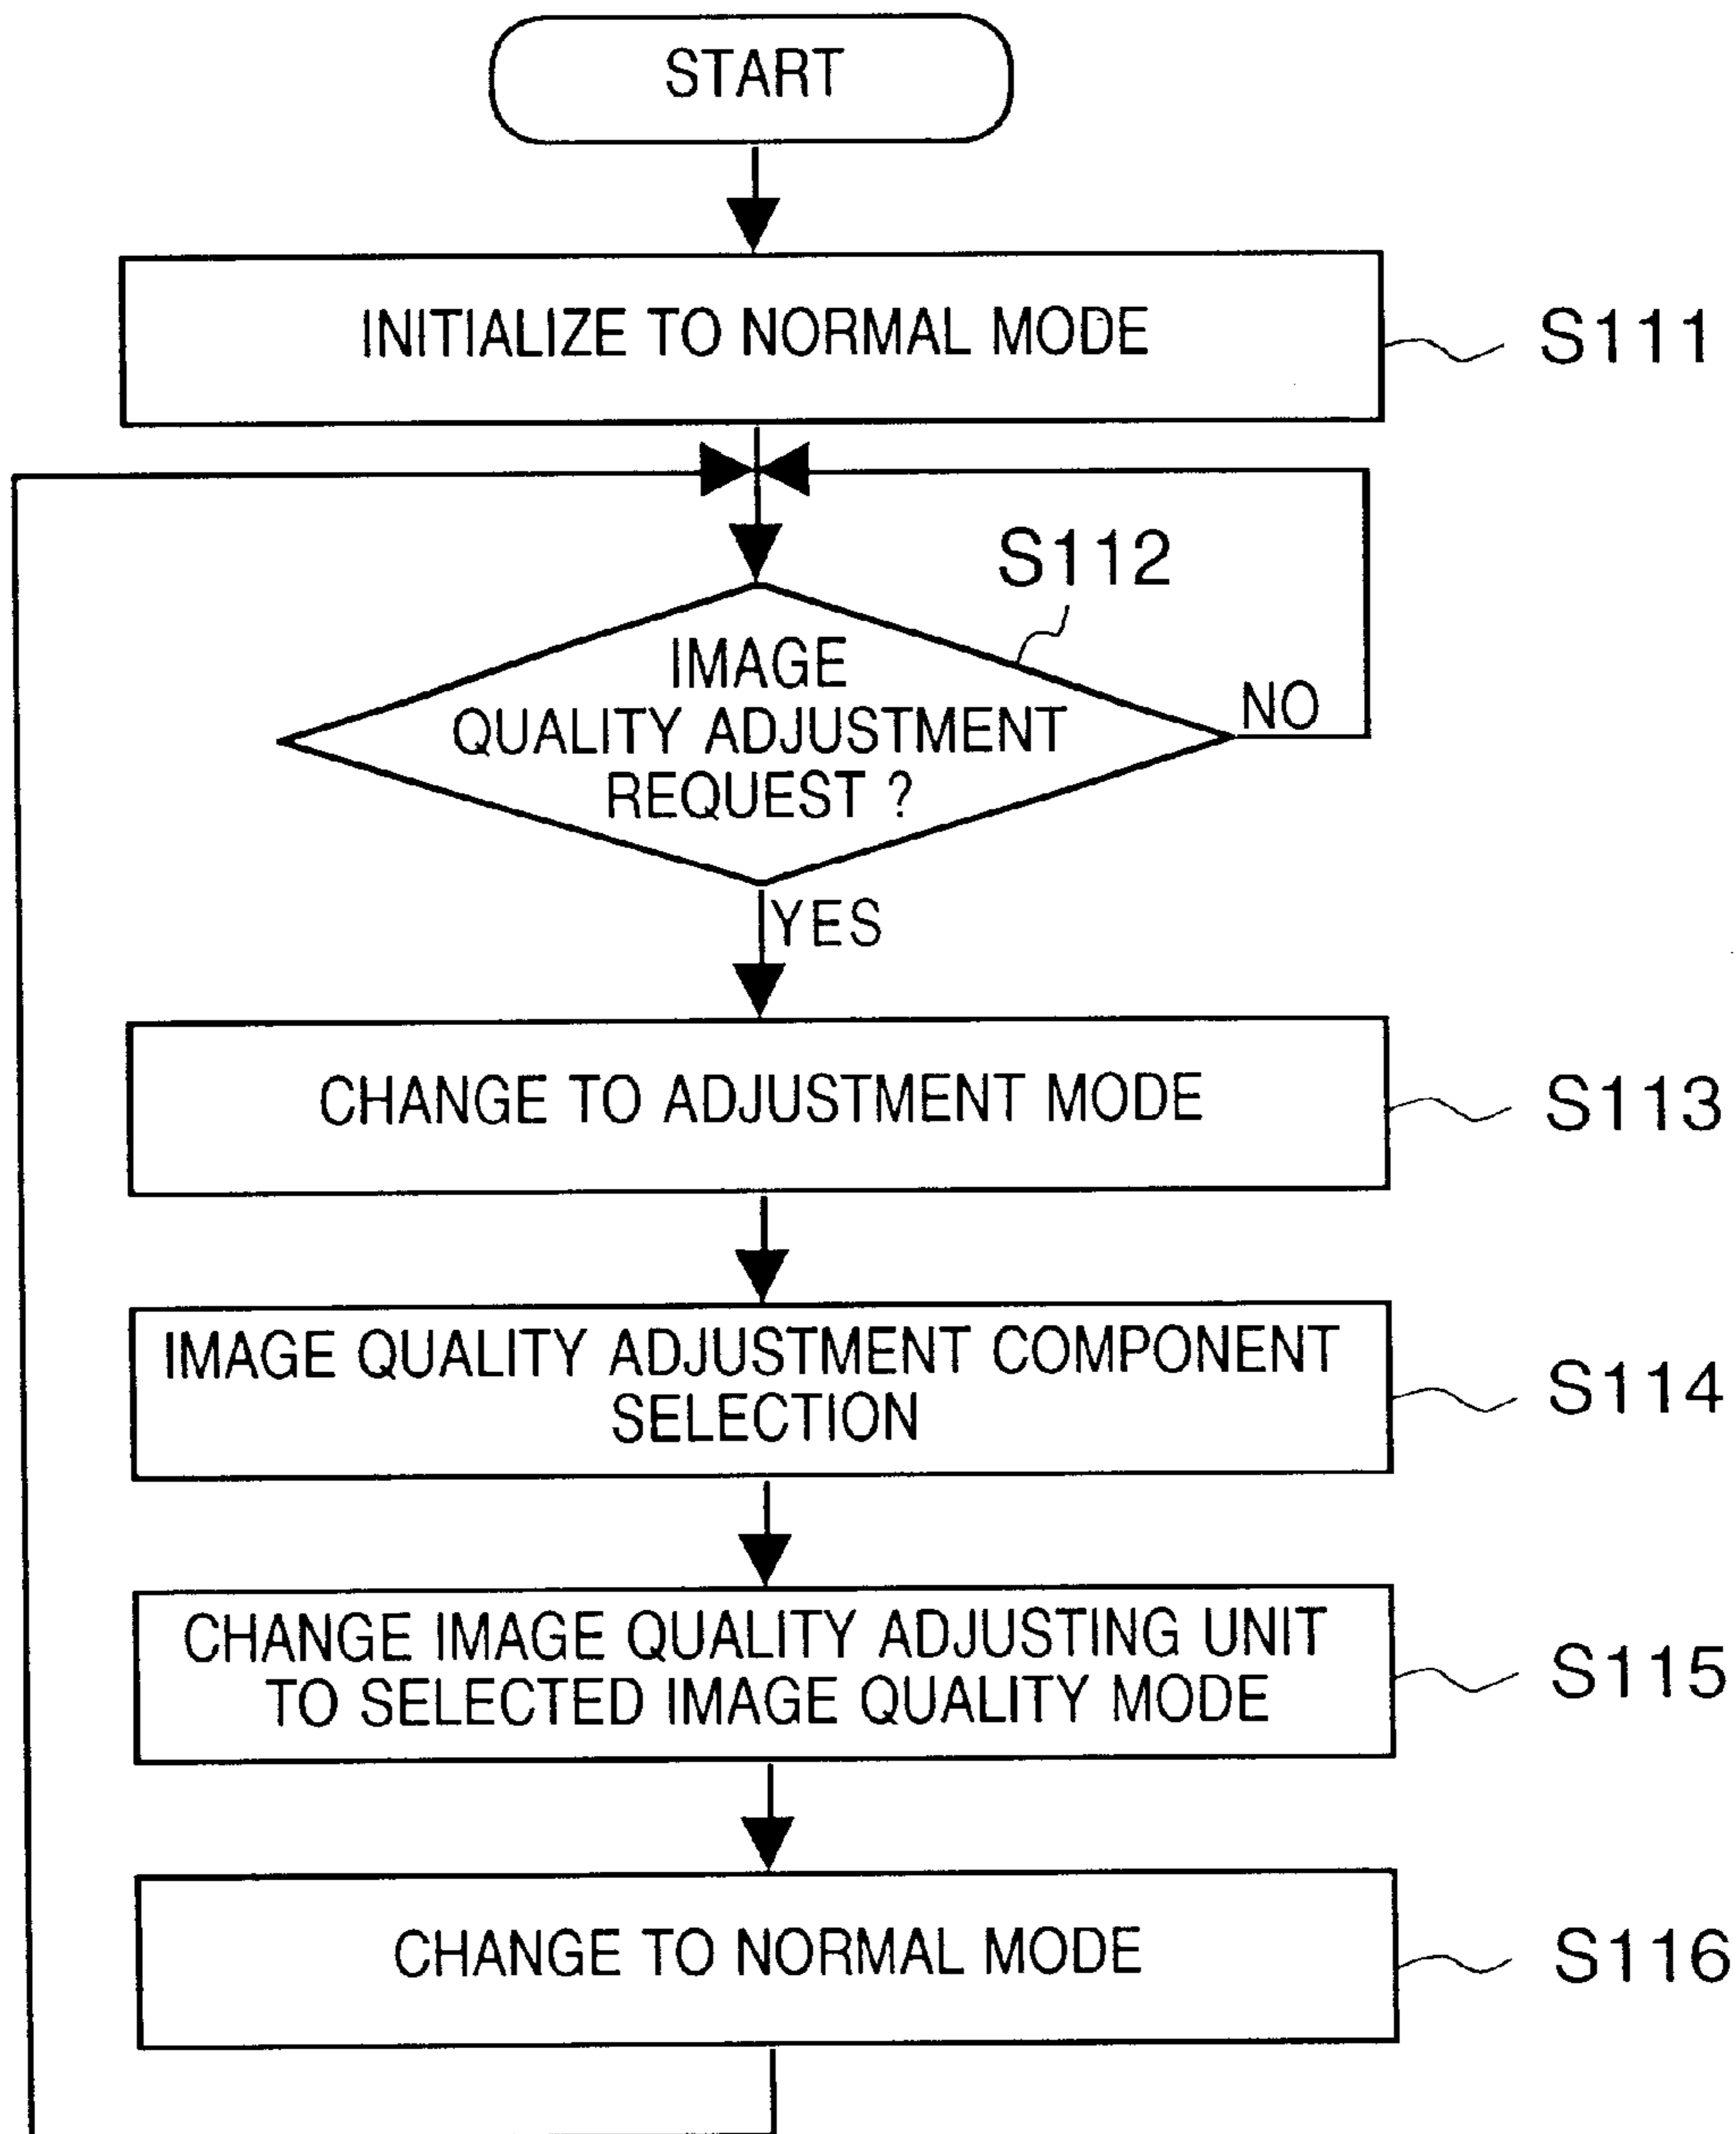 START
INITIALIZE TO NORMAL MODE
S111
S112
IMAGE
QUALITY ADJUSTMENT
REQUEST ?
NO
YES
CHANGE TO ADJUSTMENT MODE
S113
IMAGE QUALITY ADJUSTMENT COMPONENT
SELECTION
S114
CHANGE IMAGE QUALITY ADJUSTING UNIT
TO SELECTED IMAGE QUALITY MODE
S115
CHANGE TO NORMAL MODE
S116